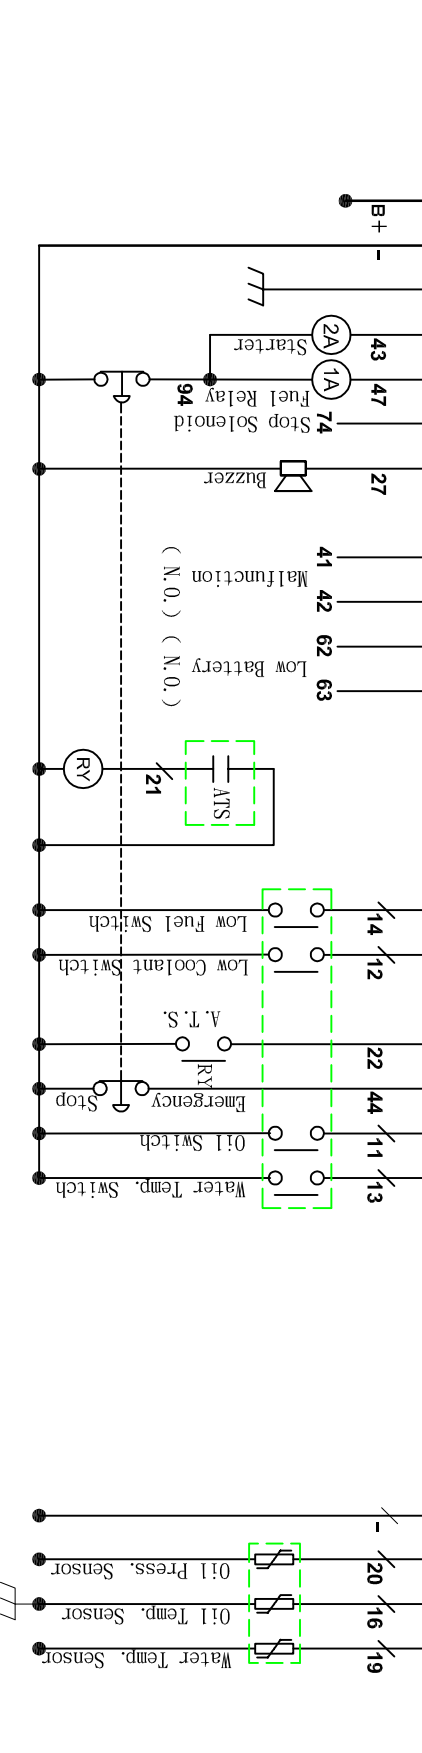 B+
-
2A
43
Starter
1A
47
94
Fuel Relay
74
Stop Solenoid
27
Buzzer
41
Malfunction
(N.O.)
42
62
Low Battery
(N.O.)
63
RY
21
ATS
14
Low Fuel Switch
12
Low Coolant Switch
A.T.S.
22
RY
44
Emergency Stop
11
Oil Switch
13
Water Temp. Switch
-
20
Oil Press. Sensor
16
Oil Temp. Sensor
19
Water Temp. Sensor